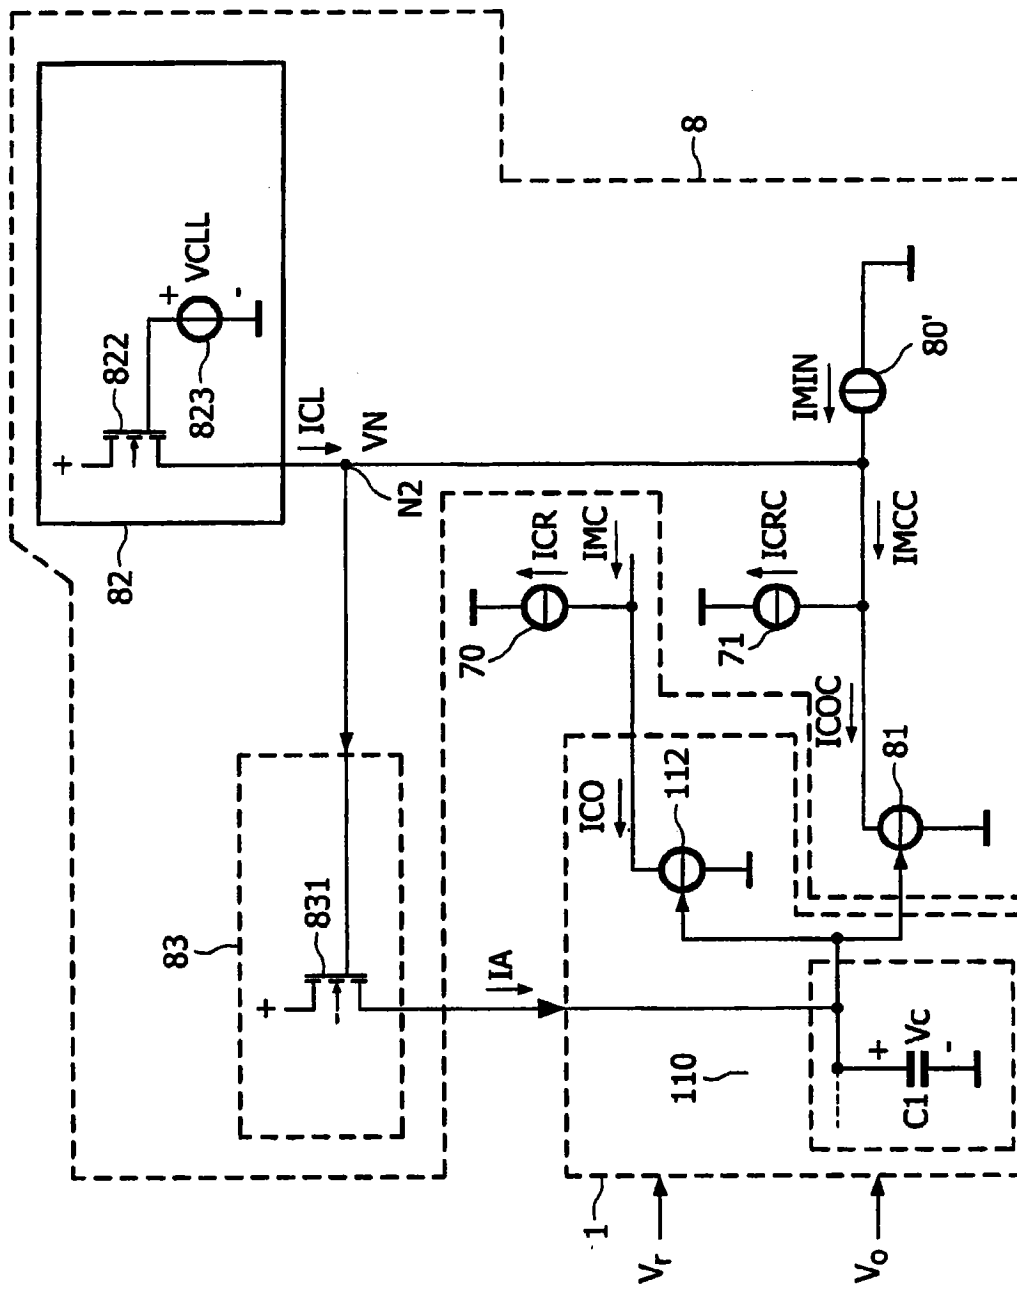 8
+
822
+
VCLL
-
823
82
ICL
VN
N2
IMIN
80'
ICR
IMC
70
ICRC
71
IMCC
ICOC
81
83
+
831
ICO
112
IA
110
+
Vc
-
C1
1
Vr
Vo